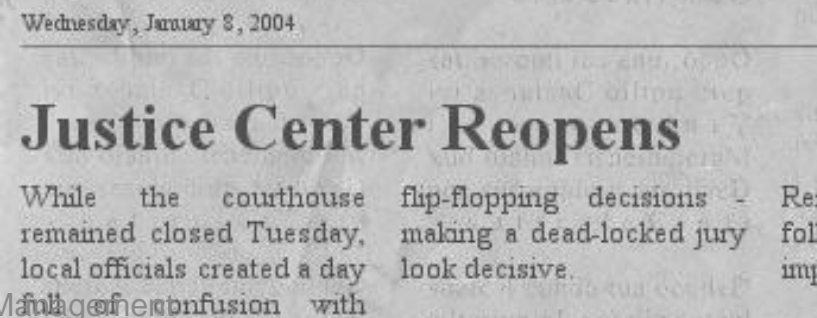 Wednesday, January 8, 2004
Justice Center Reopens
While the courthouse
remained closed Tuesday,
local officials created a day
full of confusion with
flip-flopping decisions -
making a dead-locked jury
look decisive.
Management